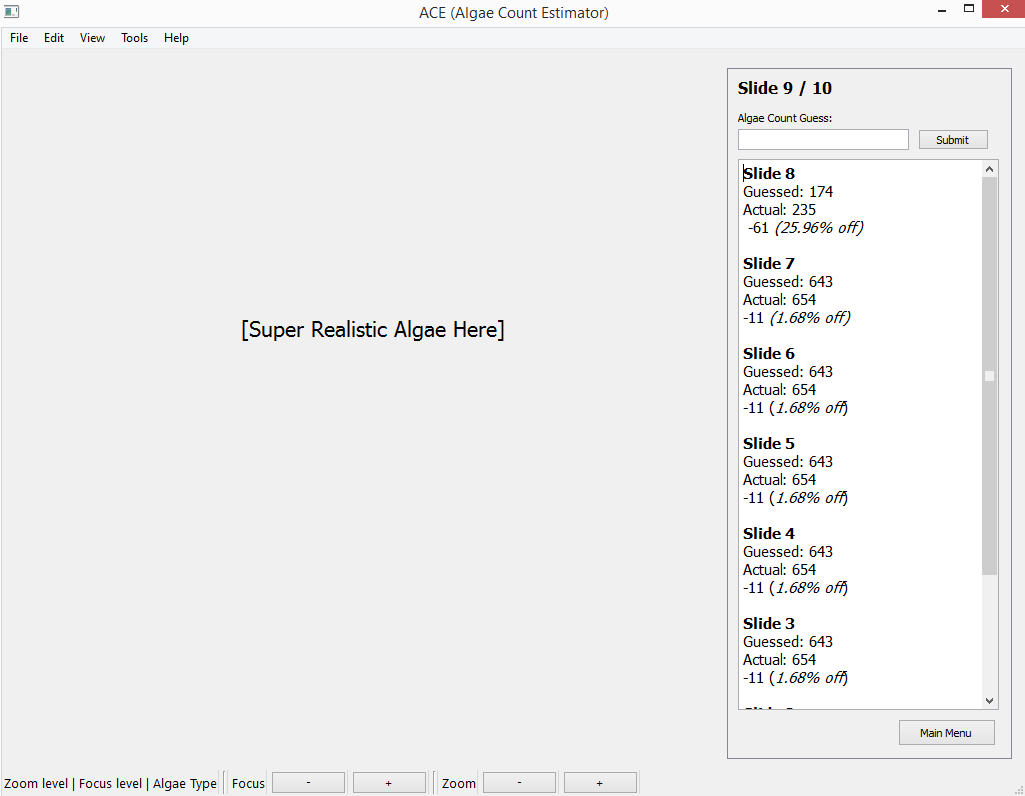 ACE (Algae Count Estimator)
File Edit View Tools Help
Slide 9 / 10
Algae Count Guess:
Submit
Slide 8
Guessed: 174
Actual: 235
-61 (25.96% off)
Slide 7
Guessed: 643
Actual: 654
-11 (1.68% off)
Slide 6
Guessed: 643
Actual: 654
-11 (1.68% off)
Slide 5
Guessed: 643
Actual: 654
-11 (1.68% off)
Slide 4
Guessed: 643
Actual: 654
-11 (1.68% off)
Slide 3
Guessed: 643
Actual: 654
-11 (1.68% off)
[Super Realistic Algae Here]
Main Menu
Zoom level | Focus level | Algae Type Focus - + Zoom - +